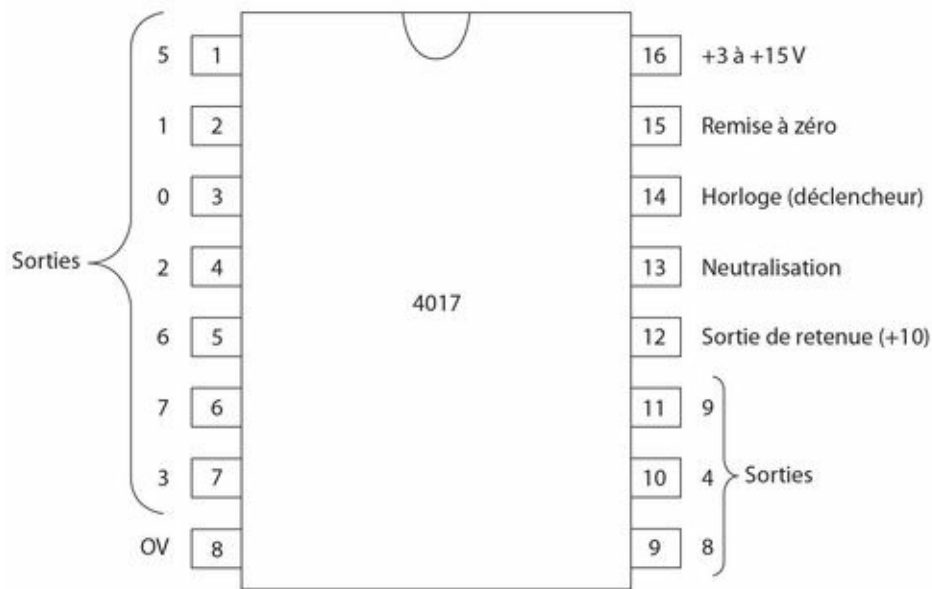 5 1 16 +3 à +15 V
1 2 15 Remise à zéro
0 3 14 Horloge (déclencheur)
Sorties 2 4 13 Neutralisation
4017
6 5 12 Sortie de retenue (+10)
7 6 11 9
3 7 10 4 Sorties
OV 8 9 8